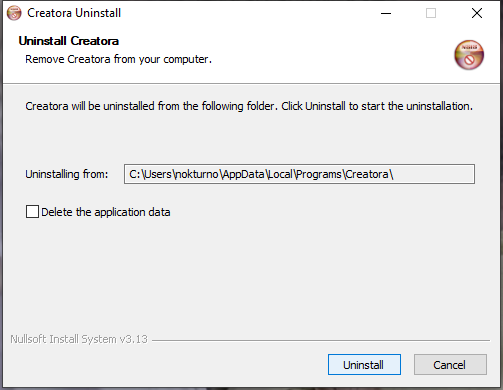 Creatora Uninstall
Uninstall Creatora
Remove Creatora from your computer.
Creatora will be uninstalled from the following folder. Click Uninstall to start the uninstallation.
Uninstalling from:
C:\Users\nokturno\AppData\Local\Programs\Creatora\
Delete the application data
Nullsoft Install System v3.13
Uninstall
Cancel